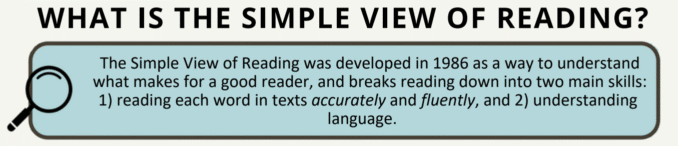 WHAT IS THE SIMPLE VIEW OF READING?
The Simple View of Reading was developed in 1986 as a way to understand
what makes for a good reader, and breaks reading down into two main skills:
1) reading each word in texts accurately and fluently, and 2) understanding
language.